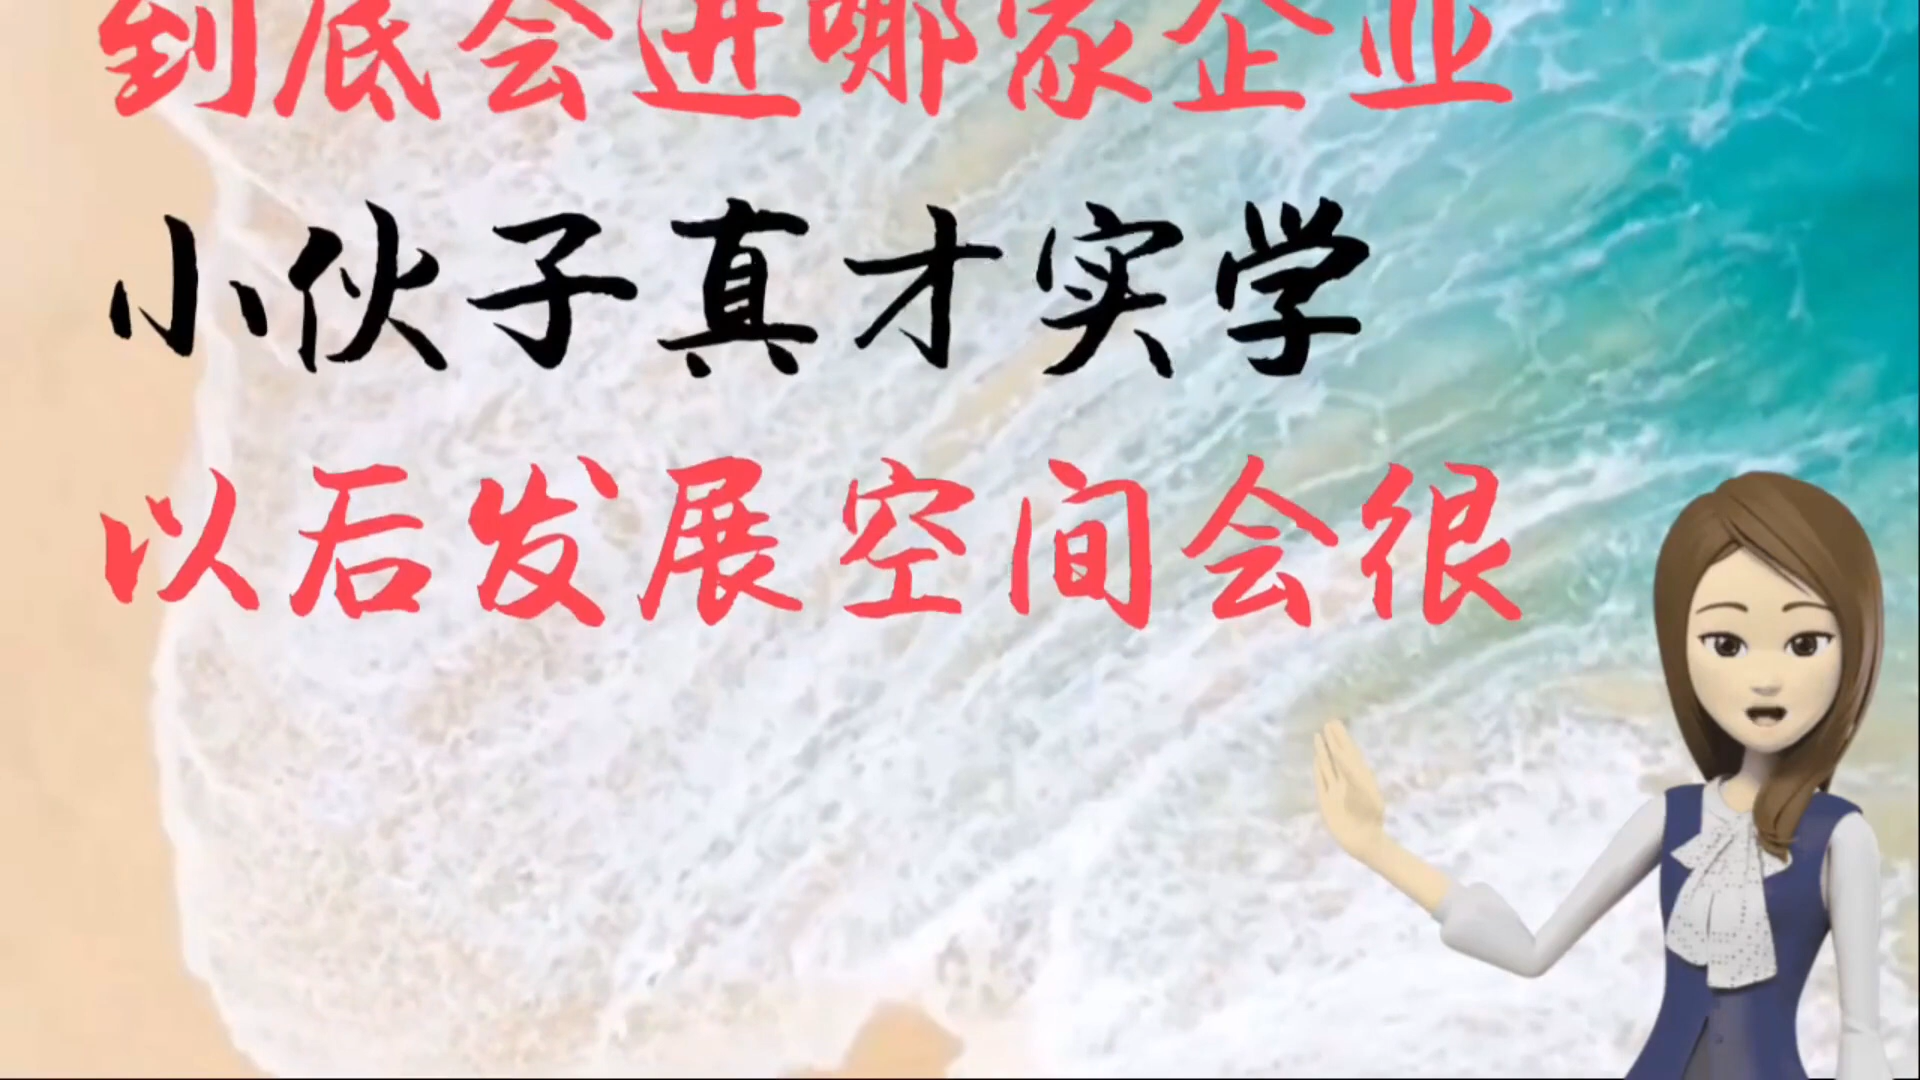 到底会进哪家企业
小伙子真才实学
以后发展空间会很